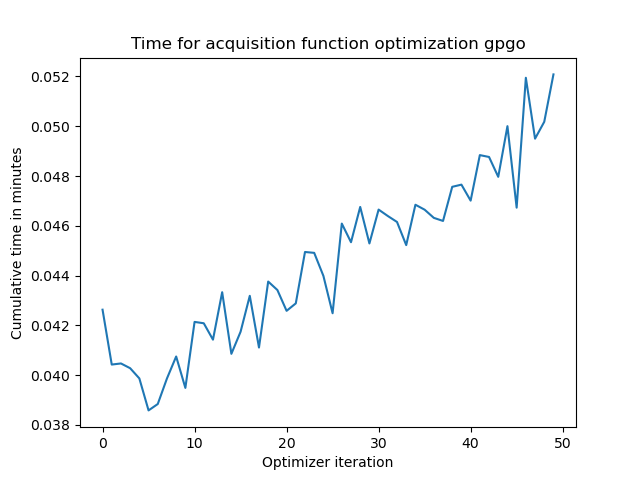 Time for acquisition function optimization gpgo
0.052
0.050
0.048
0.046
0.044
0.042
0.040
0.038
Cumulative time in minutes
0 10 20 30 40 50
Optimizer iteration